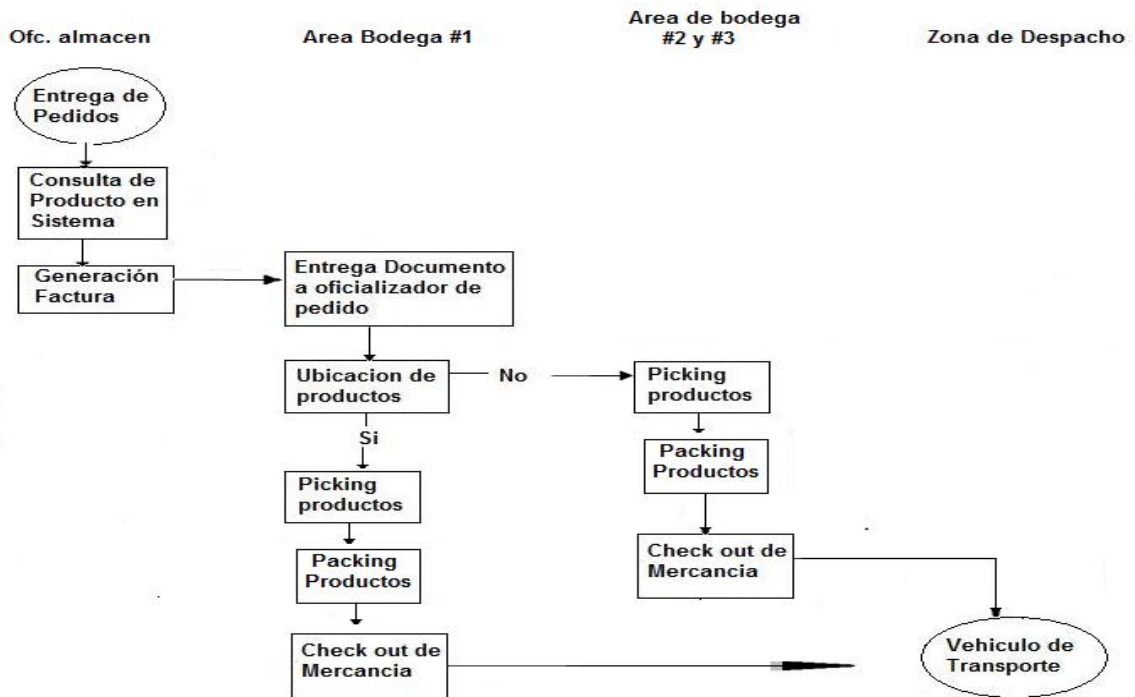 Ofc. almacen
Area Bodega #1
Area de bodega
#2 y #3
Zona de Despacho
Entrega de
Pedidos
Consulta de
Producto en
Sistema
Generación
Factura
Entrega Documento
a oficializador de
pedido
Ubicacion de
productos
No
Si
Picking
productos
Packing
Productos
Check out de
Mercancia
Picking
productos
Packing
Productos
Check out de
Mercancia
Vehiculo de
Transporte